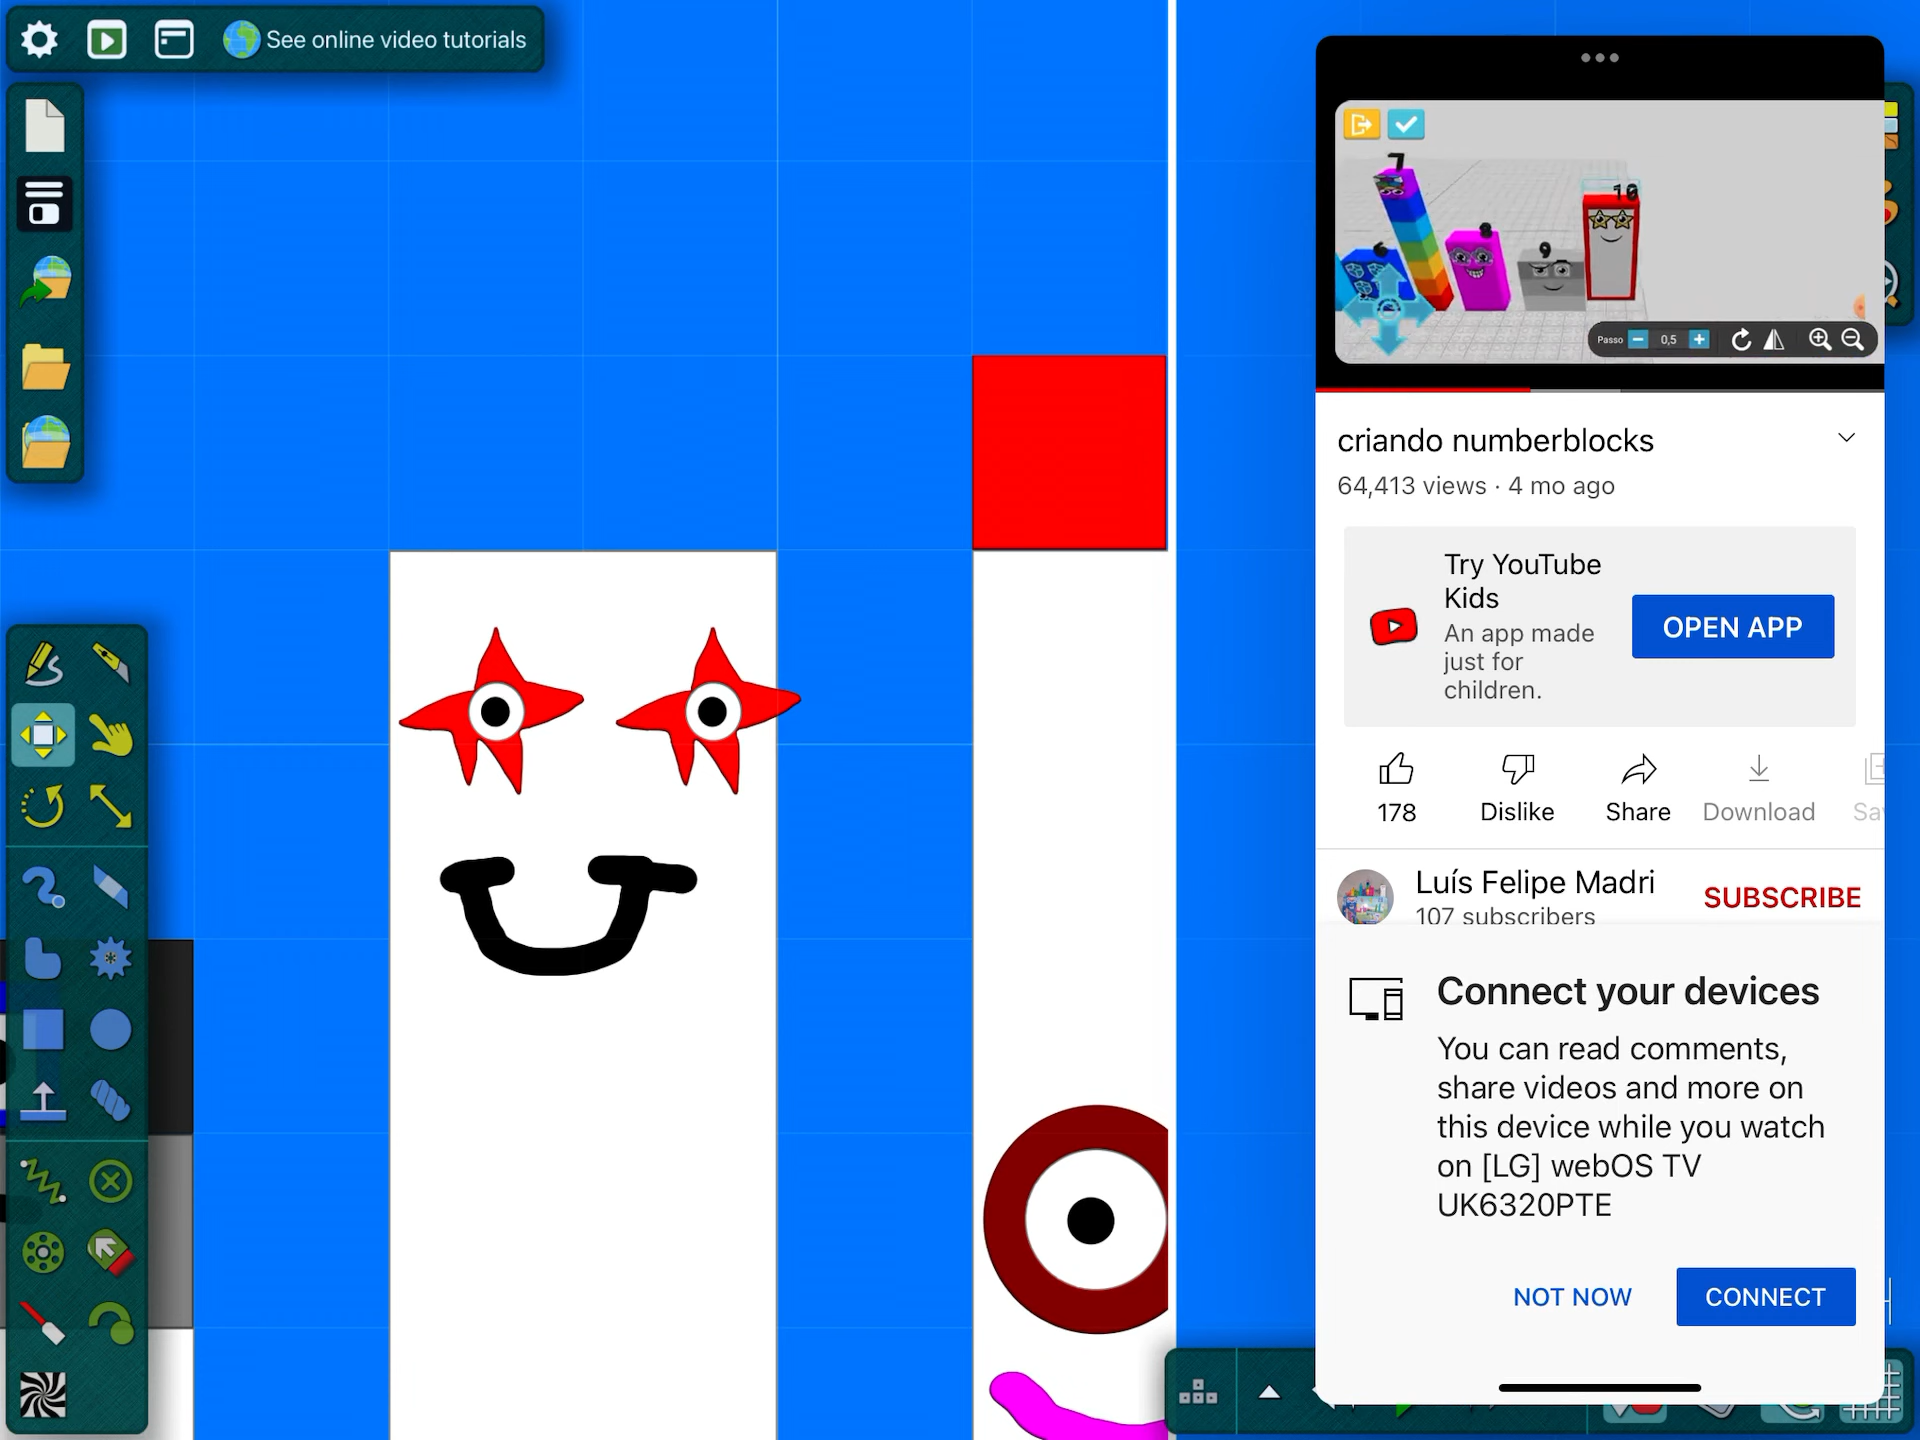 See online video tutorials
7
10
8
9
6
Passo
0,5
criando numberblocks
64,413 views · 4 mo ago
Try YouTube
Kids
An app made
just for
children.
OPEN APP
178
Dislike
Share
Download
Sa
Luís Felipe Madri
107 subscribers
SUBSCRIBE
Connect your devices
You can read comments,
share videos and more on
this device while you watch
on [LG] webOS TV
UK6320PTE
NOT NOW
CONNECT